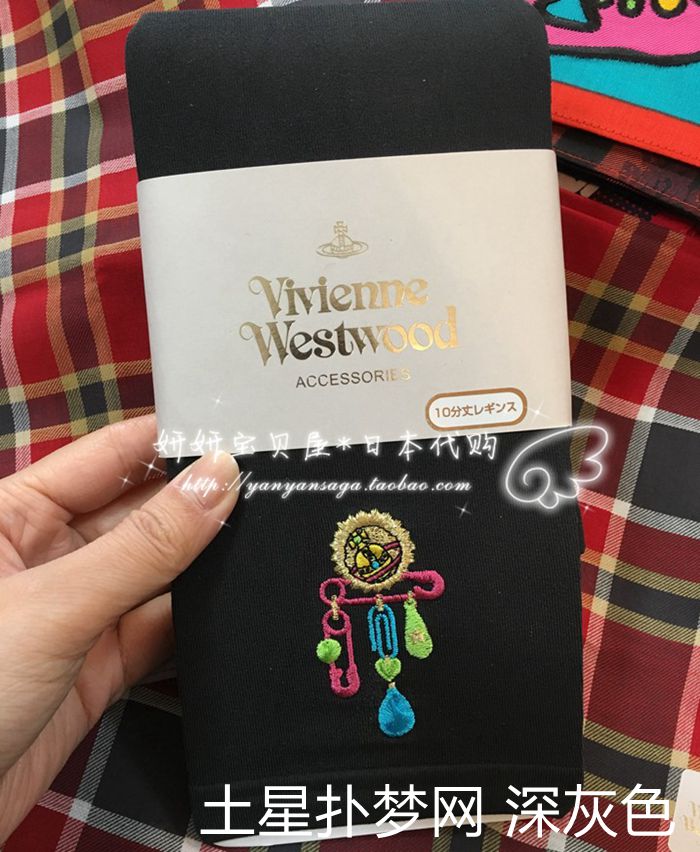 Vivienne
Westwood
ACCESSORIES
10分丈レギンス
妍妍宝贝屋*日本代购
http://yanyansaga.taobao.com
土星扑梦网 深灰色